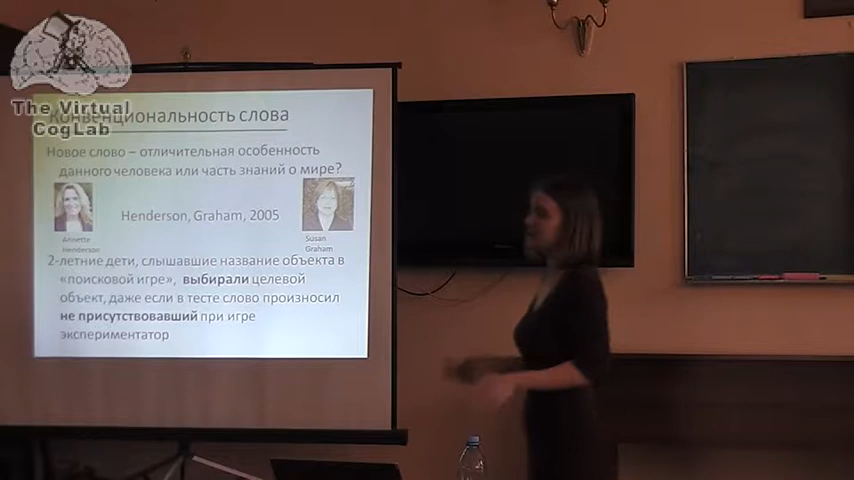 The Virtual
CogLab
Конвенциональность слова
Новое слово – отличительная особенность
данного человека или часть знаний о мире?
Henderson, Graham, 2005
Annette
Henderson
Susan
Graham
2-летние дети, слышавшие название объекта в
«поисковой игре», выбирали целевой
объект, даже если в тесте слово произносил
не присутствовавший при игре
экспериментатор